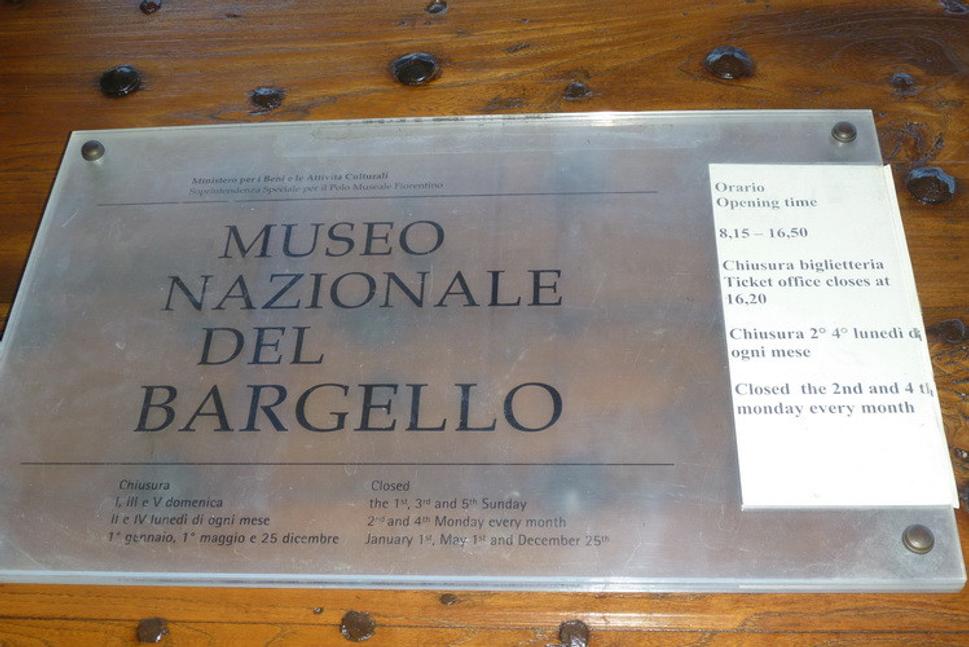 Ministero per i Beni e le Attività Culturali
Soprintendenza Speciale per il Polo Museale Fiorentino
MUSEO
NAZIONALE
DEL
BARGELLO
Chiusura
I, III e V domenica
II e IV lunedì di ogni mese
1° gennaio, 1° maggio e 25 dicembre
Closed
the 1st, 3rd and 5th Sunday
2nd and 4th Monday every month
January 1st, May 1st and December 25th
Orario
Opening time
8,15 – 16,50
Chiusura biglietteria
Ticket office closes at
16,20
Chiusura 2° 4° lunedì di
ogni mese
Closed the 2nd and 4 th
monday every month